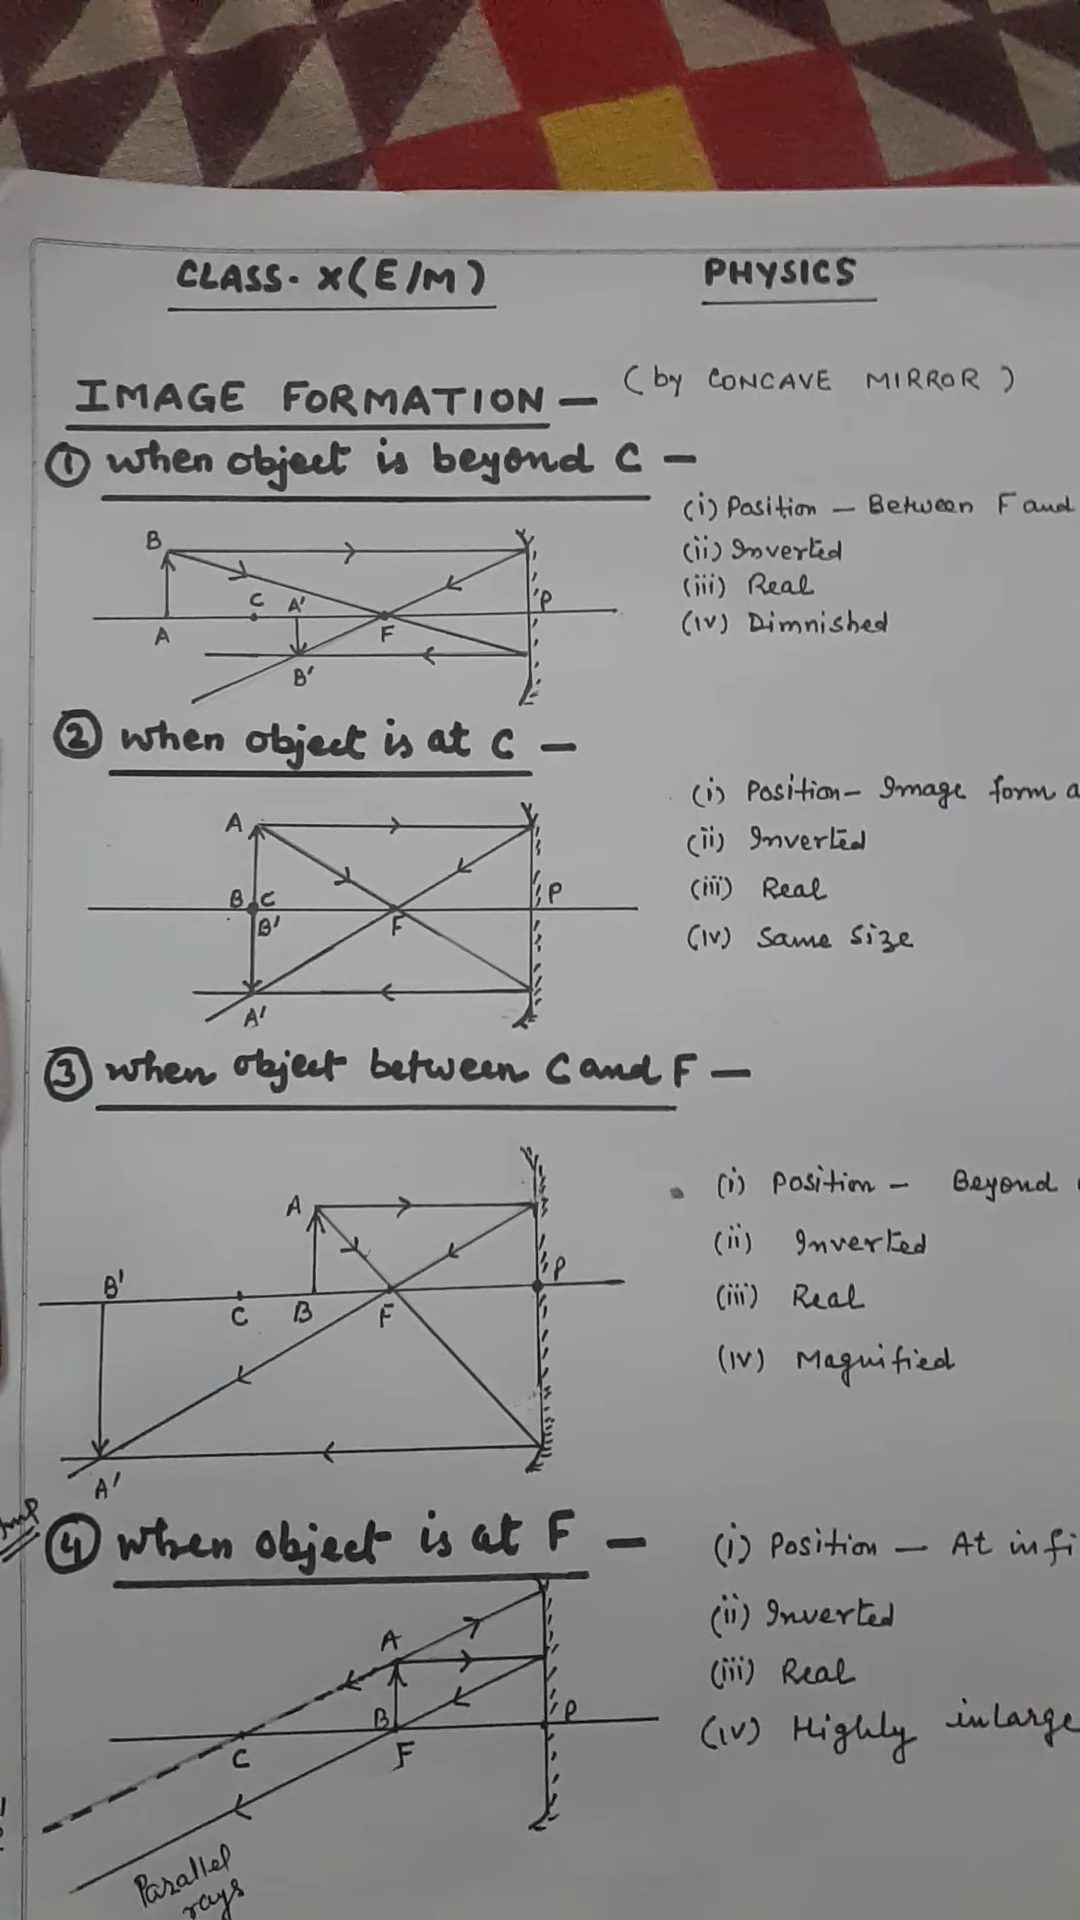 CLASS. X(E/M)
PHYSICS
IMAGE FORMATION — (by CONCAVE MIRROR)
① when object is beyond C —
(i) Position — Between F and
(ii) Inverted
(iii) Real
(iv) Dimnished
B
C
A'
P
A
F
B'
② when object is at C —
(i) Position - Image form a
(ii) Inverted
(iii) Real
(iv) Same Size
A
B C
P
B'
F
A'
③ when object between C and F —
(i) Position - Beyond
(ii) Inverted
(iii) Real
(iv) Magnified
A
B'
P
C
B
F
A'
Imp
④ when object is at F —
(i) Position — At infi
(ii) Inverted
(iii) Real
(iv) Highly inlarge
A
B
P
C
F
Parallel
rays